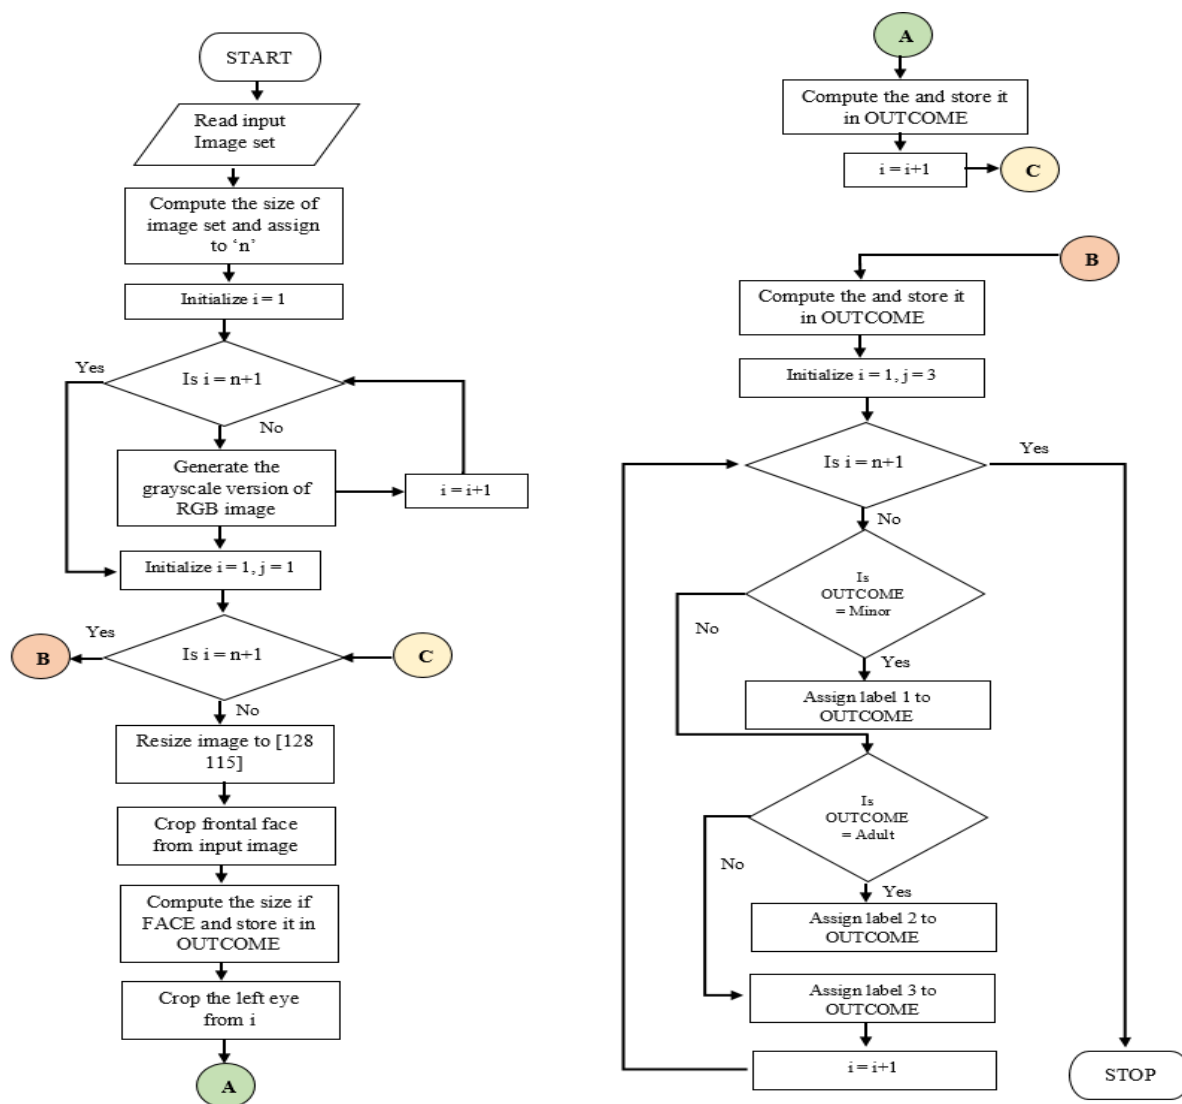 START
Read input
Image set
Compute the size of
image set and assign
to ‘n’
Initialize i = 1
Yes
Is i = n+1
No
Generate the
grayscale version of
RGB image
i = i+1
Initialize i = 1, j = 1
Yes
B
Is i = n+1
C
No
Resize image to [128
115]
Crop frontal face
from input image
Compute the size if
FACE and store it in
OUTCOME
Crop the left eye
from i
A
A
Compute the and store it
in OUTCOME
i = i+1
C
B
Compute the and store it
in OUTCOME
Initialize i = 1, j = 3
Is i = n+1
Yes
No
Is
OUTCOME
= Minor
No
Yes
Assign label 1 to
OUTCOME
Is
OUTCOME
= Adult
No
Yes
Assign label 2 to
OUTCOME
Assign label 3 to
OUTCOME
i = i+1
STOP